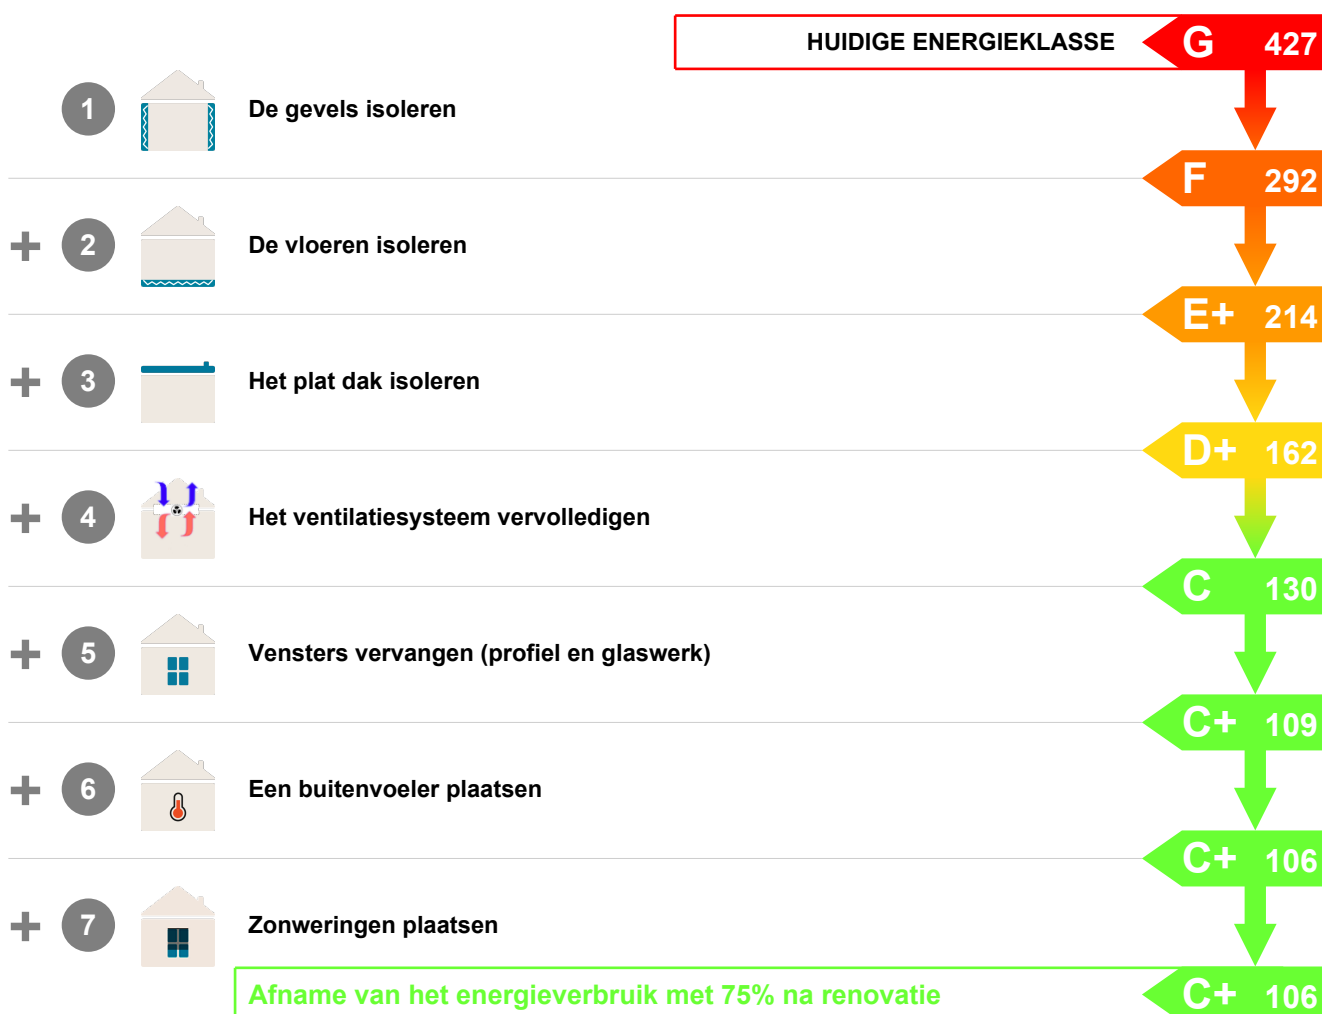 HUIDIGE ENERGIEKLASSE G 427
1 De gevels isoleren
F 292
+ 2 De vloeren isoleren
E+ 214
+ 3 Het plat dak isoleren
D+ 162
+ 4 Het ventilatiesysteem vervolledigen
C 130
+ 5 Vensters vervangen (profiel en glaswerk)
C+ 109
+ 6 Een buitenvoeler plaatsen
C+ 106
+ 7 Zonweringen plaatsen
Afname van het energieverbruik met 75% na renovatie C+ 106